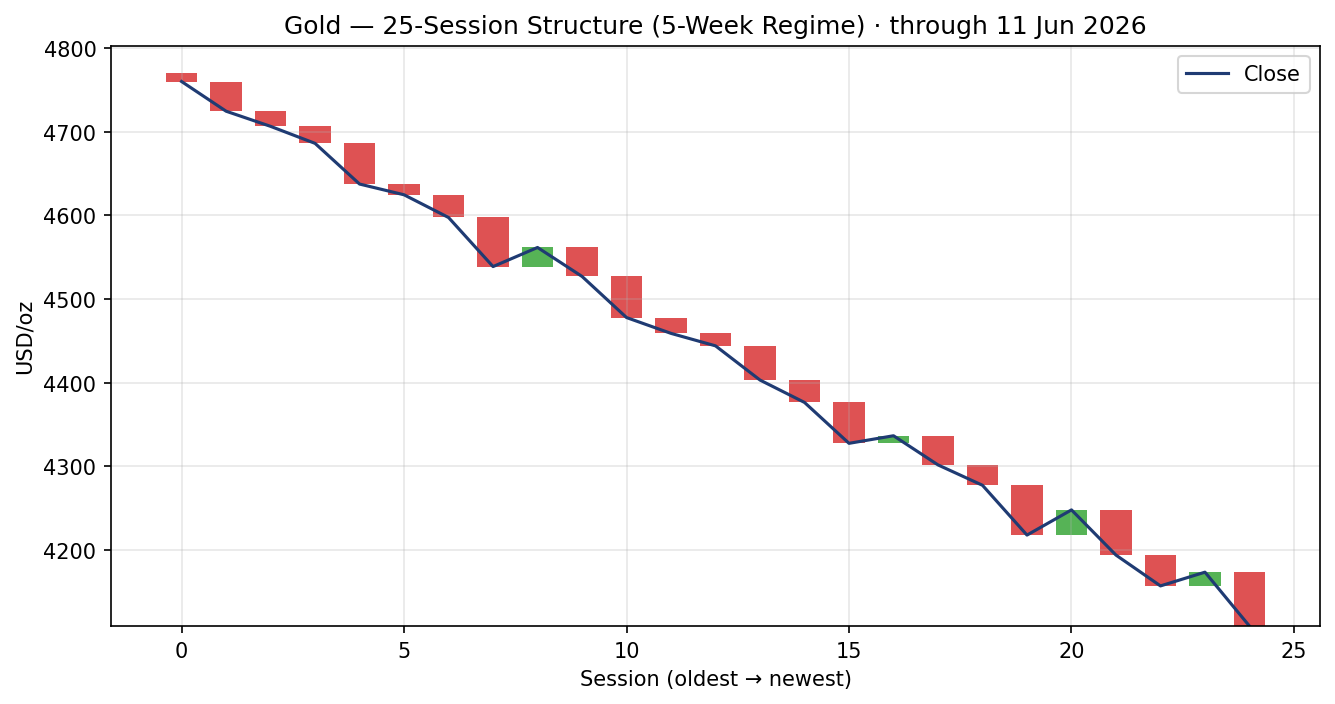 Gold — 25-Session Structure (5-Week Regime) · through 11 Jun 2026
Close
USD/oz
4800
4700
4600
4500
4400
4300
4200
0 5 10 15 20 25
Session (oldest → newest)